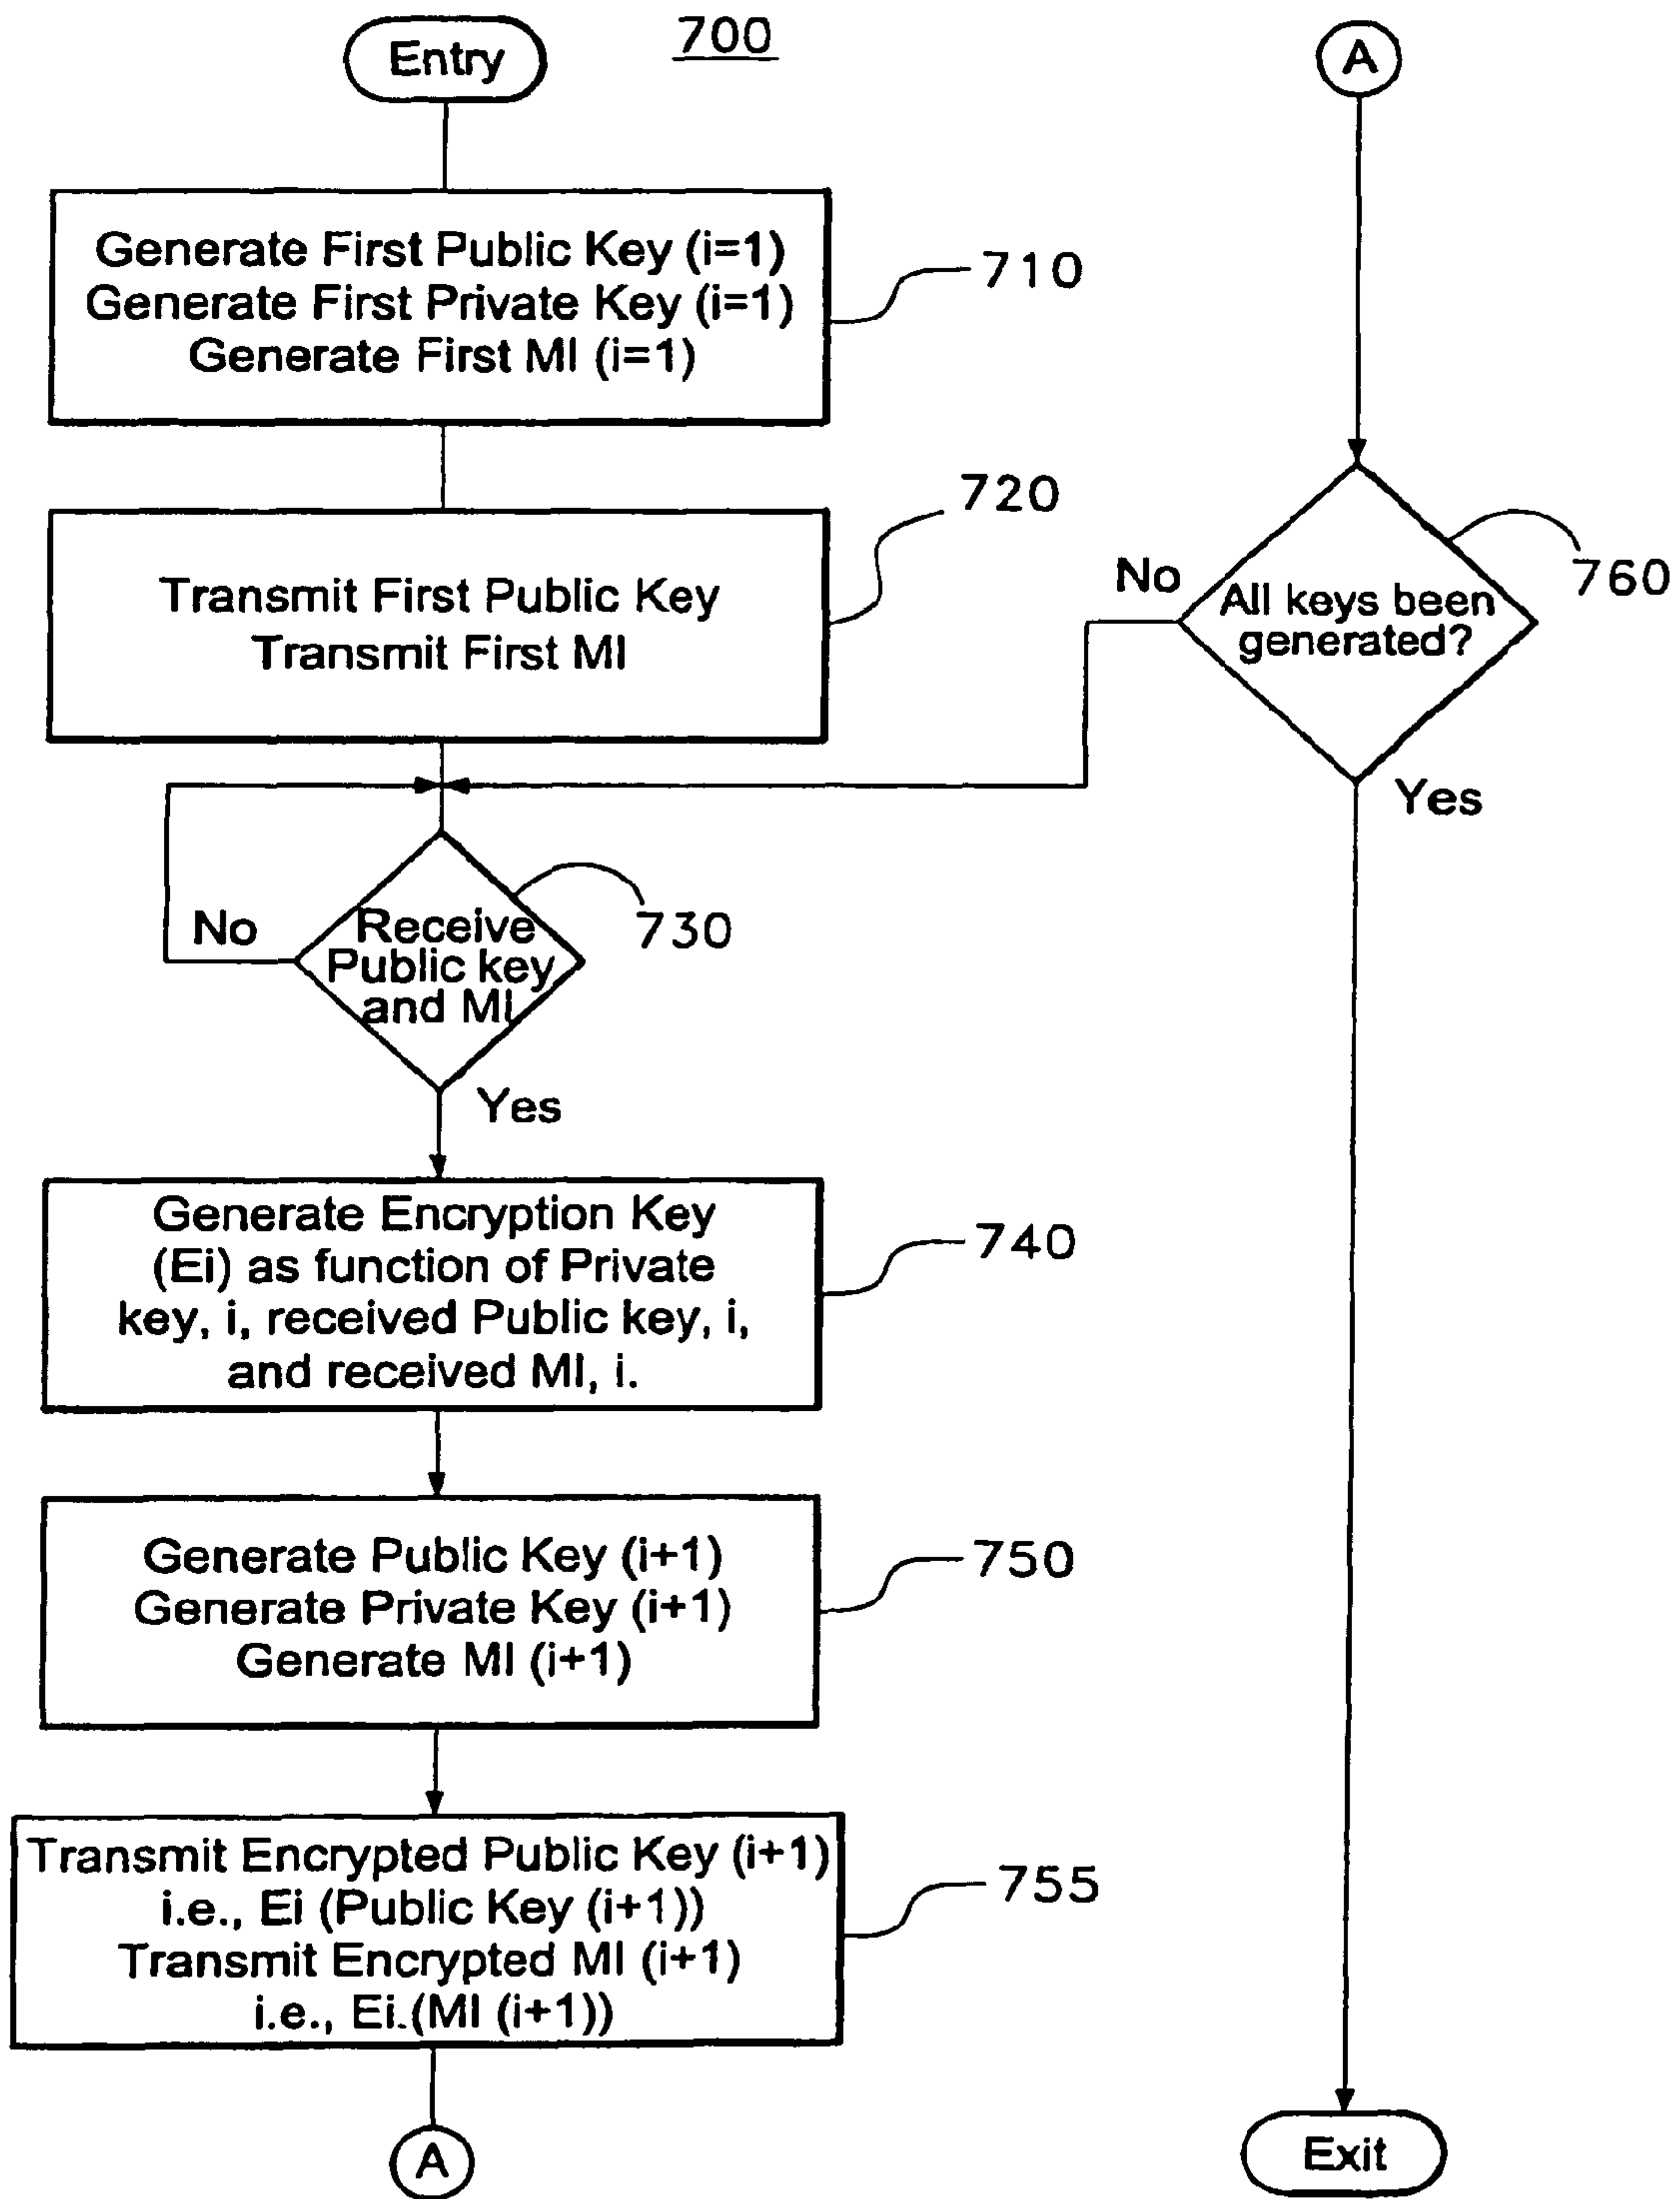 Entry
700
Generate First Public Key (i=1)
Generate First Private Key (i=1)
Generate First MI (i=1)
710
Transmit First Public Key
Transmit First MI
720
No
Receive
Public key
and MI
730
Yes
Generate Encryption Key
(Ei) as function of Private
key, i, received Public key, i,
and received MI, i.
740
Generate Public Key (i+1)
Generate Private Key (i+1)
Generate MI (i+1)
750
Transmit Encrypted Public Key (i+1)
i.e., Ei (Public Key (i+1))
Transmit Encrypted MI (i+1)
i.e., Ei.(MI (i+1))
755
A
A
No
All keys been
generated?
760
Yes
Exit